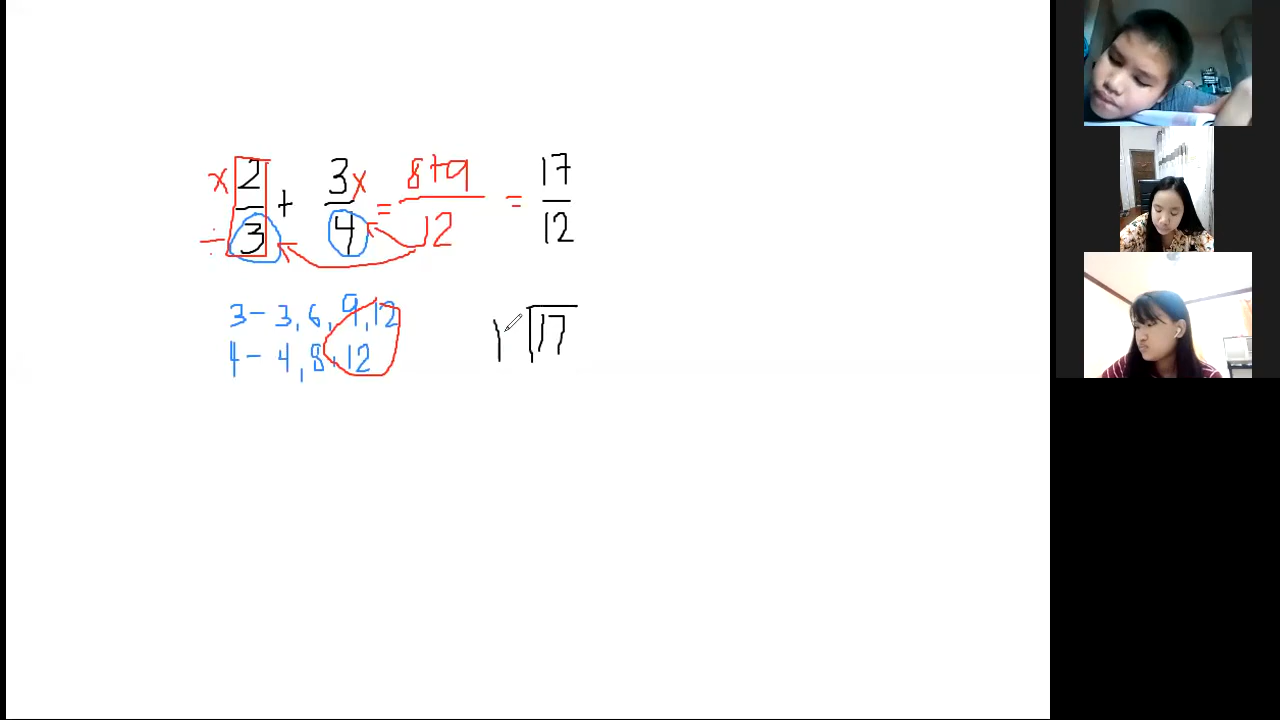 x 2/3 ÷ + 3/4 x = 8+9/12 = 17/12
3 - 3, 6, 9, 12
4 - 4, 8, 12
1 17